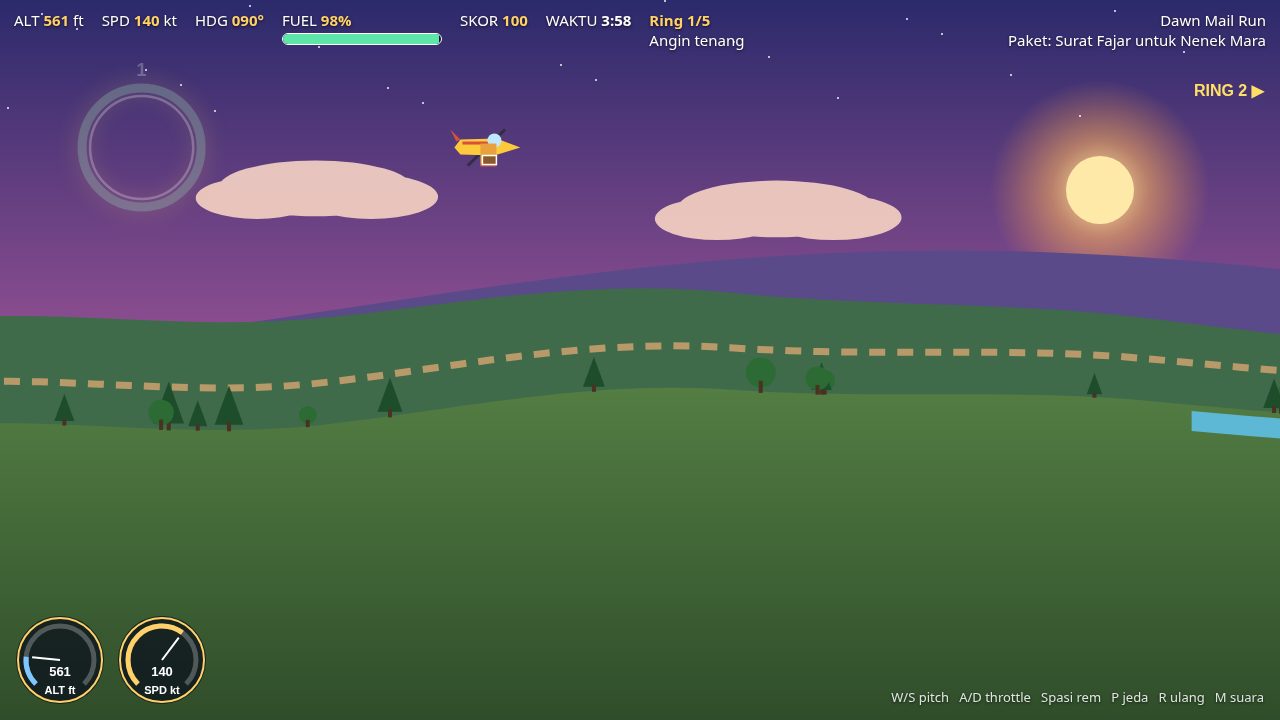 ALT 561 ft SPD 140 kt HDG 090° FUEL 98% SKOR 100 WAKTU 3:58 Ring 1/5
Angin tenang
Dawn Mail Run
Paket: Surat Fajar untuk Nenek Mara
1
RING 2 ▶
561
ALT ft
140
SPD kt
W/S pitch A/D throttle Spasi rem P jeda R ulang M suara